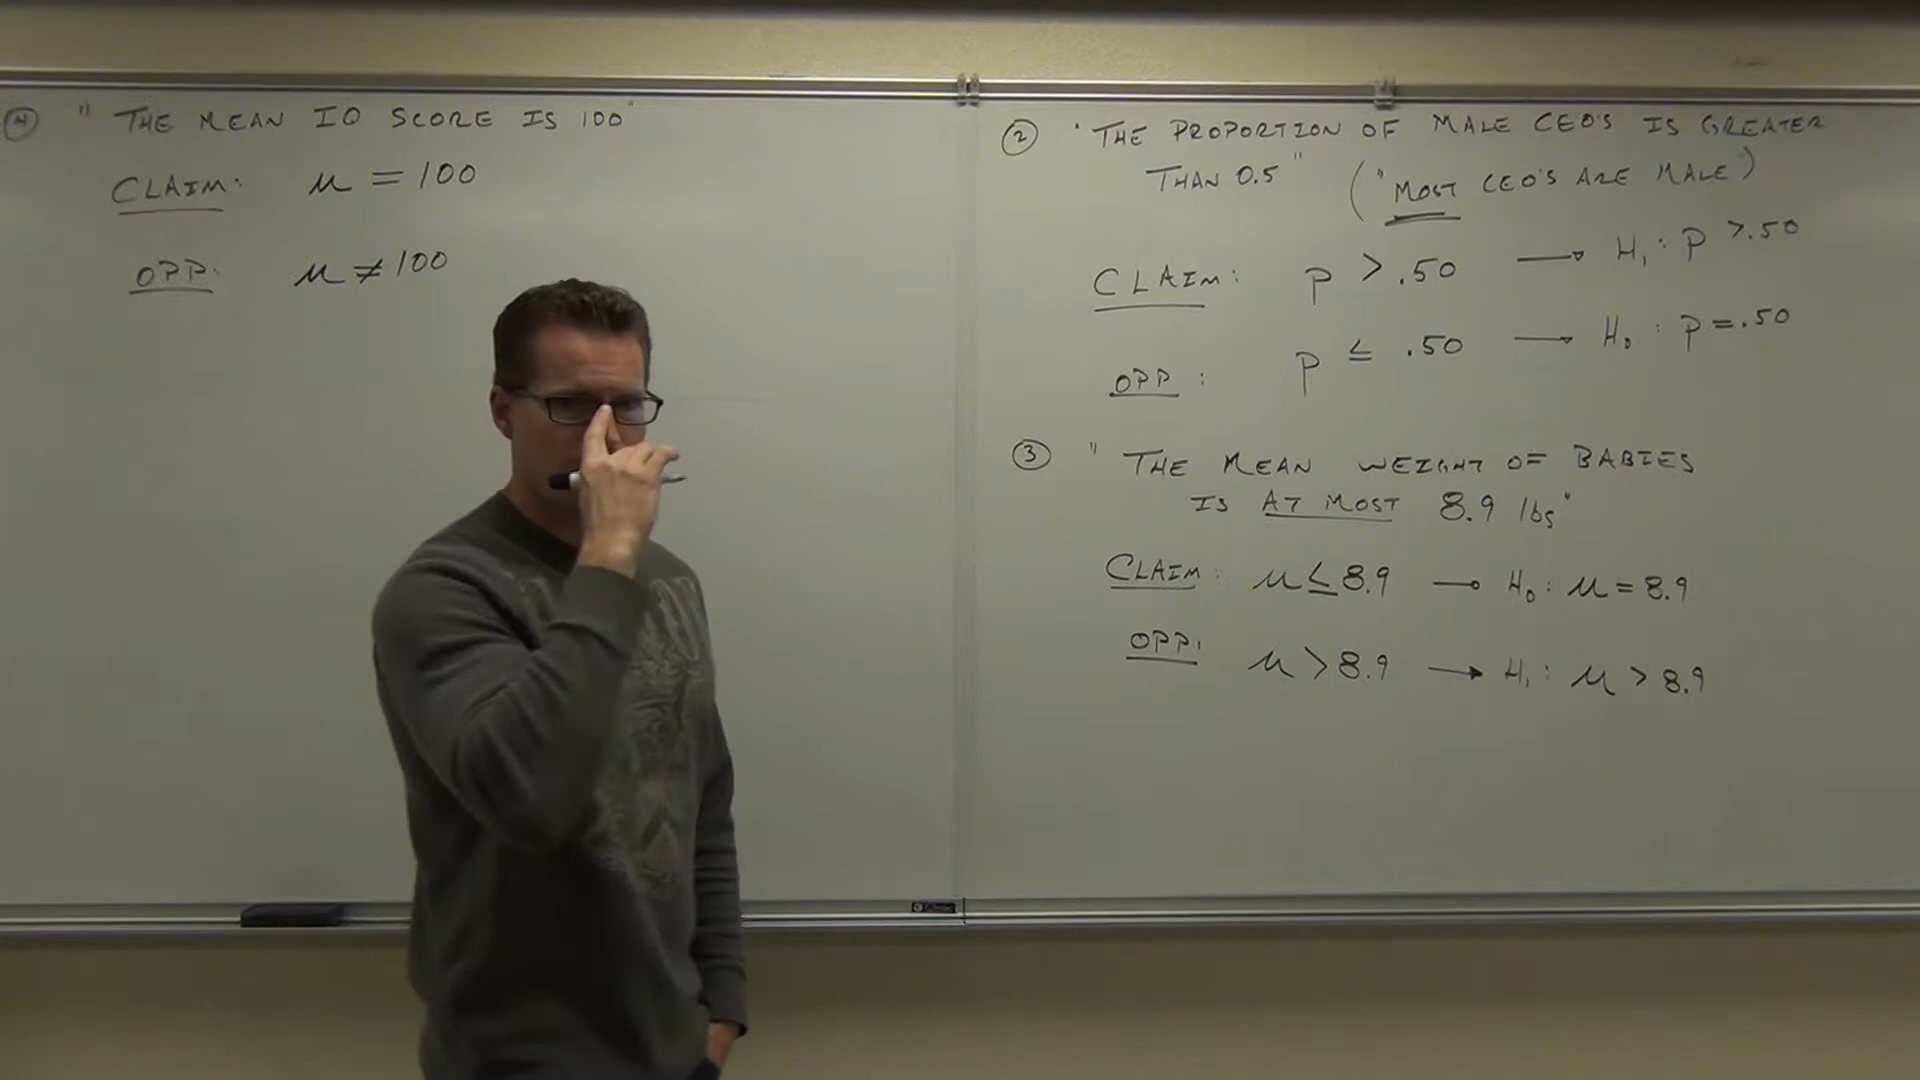 ④ "THE MEAN IQ SCORE IS 100"
CLAIM: μ = 100
OPP: μ ≠ 100
② "THE PROPORTION OF MALE CEO'S IS GREATER
THAN 0.5" ("MOST CEO'S ARE MALE")
CLAIM: p > .50 → H₁: p > .50
OPP: p ≤ .50 → H₀: p = .50
③ "THE MEAN WEIGHT OF BABIES
IS AT MOST 8.9 lbs"
CLAIM: μ ≤ 8.9 → H₀: μ = 8.9
OPP: μ > 8.9 → H₁: μ > 8.9